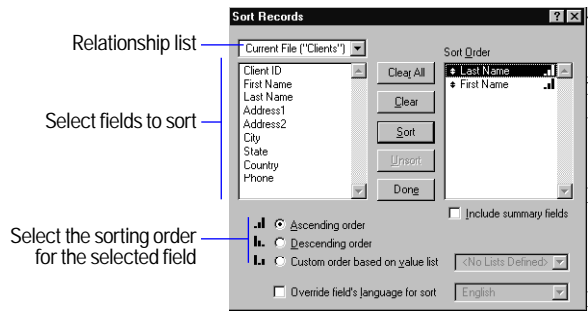 Sort Records
Relationship list
Current File ("Clients")
Sort Order
Select fields to sort
Client ID
First Name
Last Name
Address1
Address2
City
State
Country
Phone
Clear All
Clear
Sort
Unsort
Done
Last Name
First Name
Include summary fields
Select the sorting order
for the selected field
Ascending order
Descending order
Custom order based on value list
<No Lists Defined>
Override field's language for sort
English